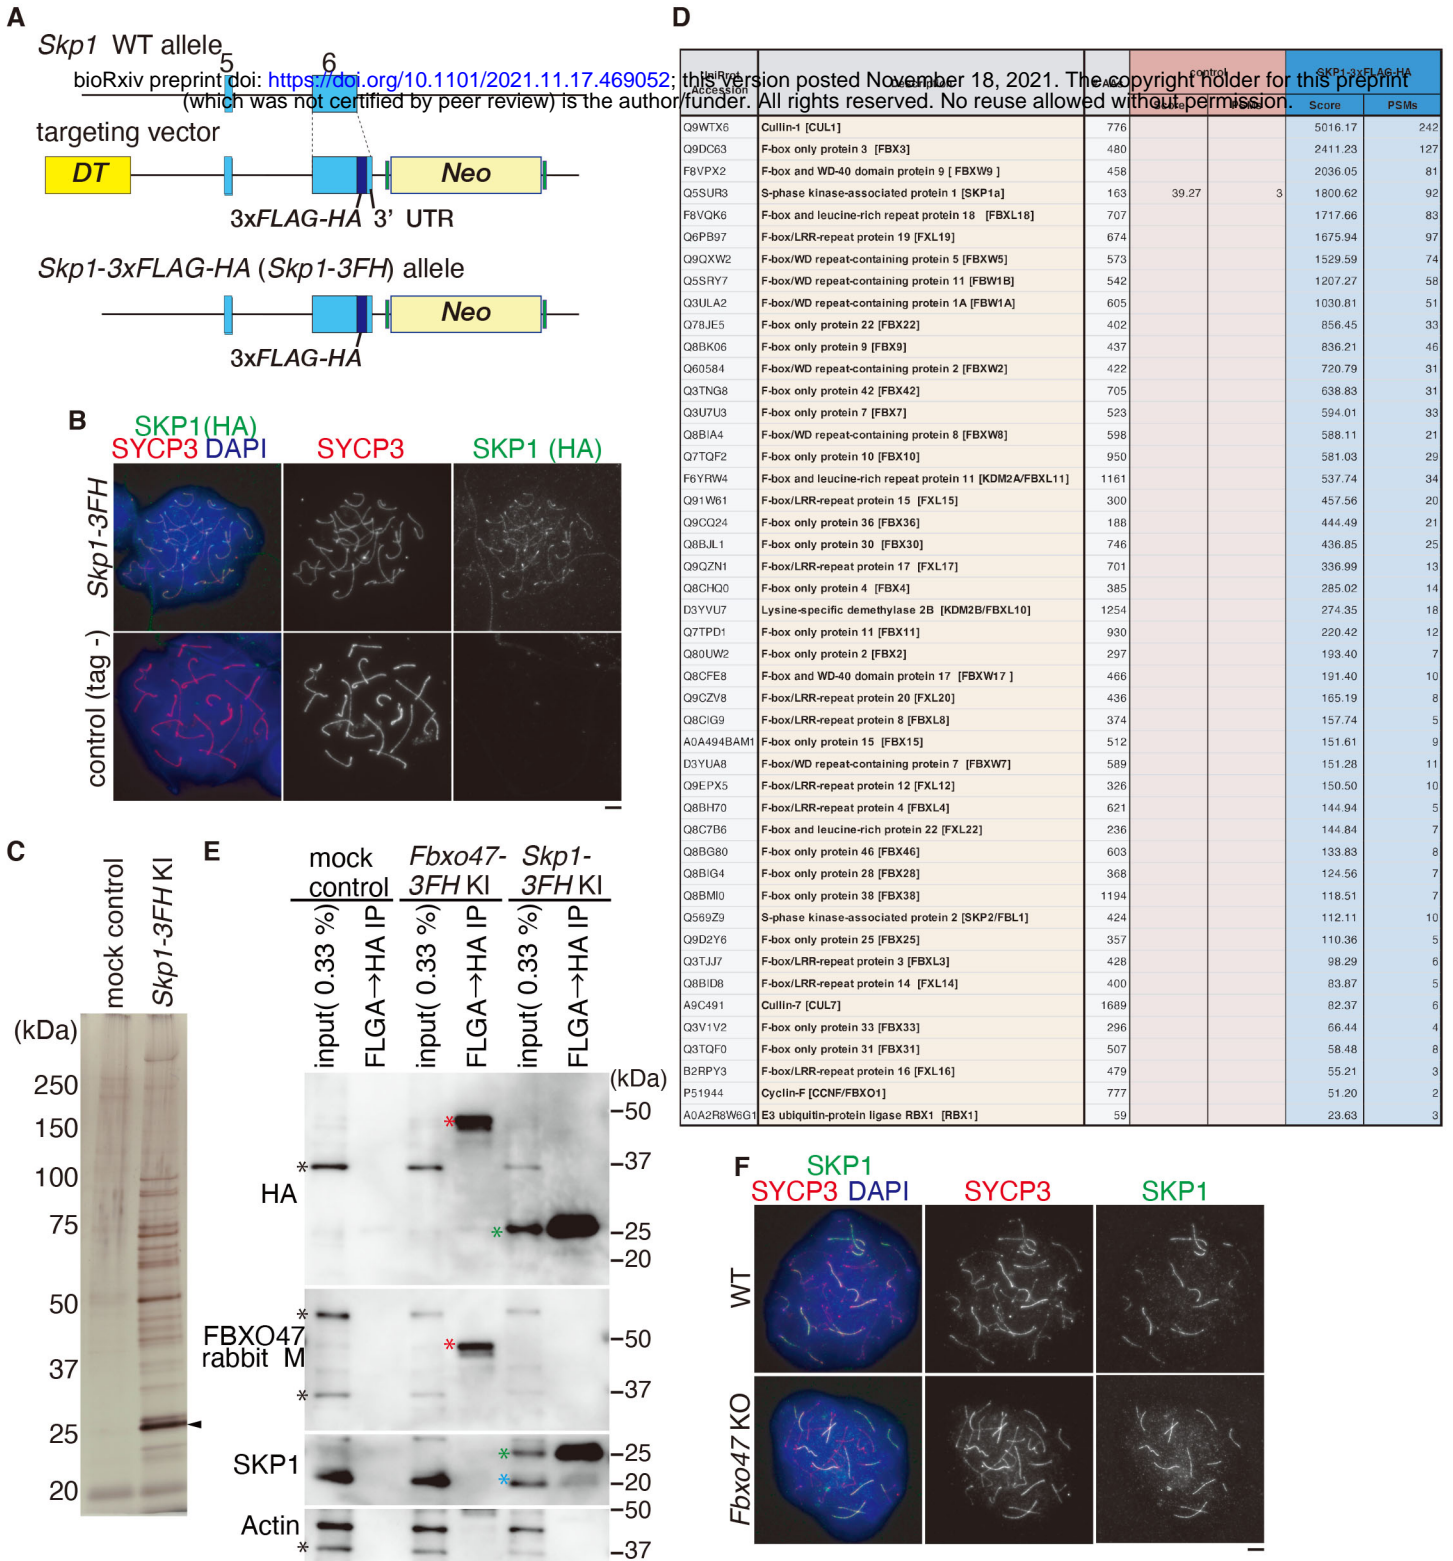 A
Skp1 WT allele
5
6
bioRxiv preprint doi: https://doi.org/10.1101/2021.11.17.469052; this version posted November 18, 2021. The copyright holder for this preprint
(which was not certified by peer review) is the author/funder. All rights reserved. No reuse allowed without permission.
targeting vector
DT
Neo
3xFLAG-HA 3' UTR
Skp1-3xFLAG-HA (Skp1-3FH) allele
Neo
3xFLAG-HA
B
SKP1(HA)
SYCP3 DAPI
SYCP3
SKP1 (HA)
Skp1-3FH
control (tag -)
C
mock control
Skp1-3FH KI
(kDa)
250
150
100
75
50
37
25
20
D
UniProt Accession
Description
control
SKP1-3xFLAG-HA
Score
PSMs
Score
PSMs
Q9WTX6 Cullin-1 [CUL1] 776 5016.17 242
Q9DC63 F-box only protein 3 [FBX3] 480 2411.23 127
F8VPX2 F-box and WD-40 domain protein 9 [ FBXW9 ] 458 2036.05 81
Q5SUR3 S-phase kinase-associated protein 1 [SKP1a] 163 39.27 3 1800.62 92
F8VQK6 F-box and leucine-rich repeat protein 18 [FBXL18] 707 1717.66 83
Q6PB97 F-box/LRR-repeat protein 19 [FXL19] 674 1675.94 97
Q9QXW2 F-box/WD repeat-containing protein 5 [FBXW5] 573 1529.59 74
Q5SRY7 F-box/WD repeat-containing protein 11 [FBW1B] 542 1207.27 58
Q3ULA2 F-box/WD repeat-containing protein 1A [FBW1A] 605 1030.81 51
Q78JE5 F-box only protein 22 [FBX22] 402 856.45 33
Q8BK06 F-box only protein 9 [FBX9] 437 836.21 46
Q60584 F-box/WD repeat-containing protein 2 [FBXW2] 422 720.79 31
Q3TNG8 F-box only protein 42 [FBX42] 705 638.83 31
Q3U7U3 F-box only protein 7 [FBX7] 523 594.01 33
Q8BIA4 F-box/WD repeat-containing protein 8 [FBXW8] 598 588.11 21
Q7TQF2 F-box only protein 10 [FBX10] 950 581.03 29
F6YRW4 F-box and leucine-rich repeat protein 11 [KDM2A/FBXL11] 1161 537.74 34
Q91W61 F-box/LRR-repeat protein 15 [FXL15] 300 457.56 20
Q9CQ24 F-box only protein 36 [FBX36] 188 444.49 21
Q8BJL1 F-box only protein 30 [FBX30] 746 436.85 25
Q9QZN1 F-box/LRR-repeat protein 17 [FXL17] 701 336.99 13
Q8CHQ0 F-box only protein 4 [FBX4] 385 285.02 14
D3YVU7 Lysine-specific demethylase 2B [KDM2B/FBXL10] 1254 274.35 18
Q7TPD1 F-box only protein 11 [FBX11] 930 220.42 12
Q80UW2 F-box only protein 2 [FBX2] 297 193.40 7
Q8CFE8 F-box and WD-40 domain protein 17 [FBXW17 ] 466 191.40 10
Q9CZV8 F-box/LRR-repeat protein 20 [FXL20] 436 165.19 8
Q8CIG9 F-box/LRR-repeat protein 8 [FBXL8] 374 157.74 5
A0A494BAM1 F-box only protein 15 [FBX15] 512 151.61 9
D3YUA8 F-box/WD repeat-containing protein 7 [FBXW7] 589 151.28 11
Q9EPX5 F-box/LRR-repeat protein 12 [FXL12] 326 150.50 10
Q8BH70 F-box/LRR-repeat protein 4 [FBXL4] 621 144.94 5
Q8C7B6 F-box and leucine-rich protein 22 [FXL22] 236 144.84 7
Q8BG80 F-box only protein 46 [FBX46] 603 133.83 8
Q8BIG4 F-box only protein 28 [FBX28] 368 124.56 7
Q8BMI0 F-box only protein 38 [FBX38] 1194 118.51 7
Q569Z9 S-phase kinase-associated protein 2 [SKP2/FBL1] 424 112.11 10
Q9D2Y6 F-box only protein 25 [FBX25] 357 110.36 5
Q3TJJ7 F-box/LRR-repeat protein 3 [FBXL3] 428 98.29 6
Q8BID8 F-box/LRR-repeat protein 14 [FXL14] 400 83.87 5
A9C491 Cullin-7 [CUL7] 1689 82.37 6
Q3V1V2 F-box only protein 33 [FBX33] 296 66.44 4
Q3TQF0 F-box only protein 31 [FBX31] 507 58.48 8
B2RPY3 F-box/LRR-repeat protein 16 [FXL16] 479 55.21 3
P51944 Cyclin-F [CCNF/FBXO1] 777 51.20 2
A0A2R8W6G1 E3 ubiquitin-protein ligase RBX1 [RBX1] 59 23.63 3
E
mock control
Fbxo47-3FH KI
Skp1-3FH KI
input( 0.33 %)
FLGA→HA IP
input( 0.33 %)
FLGA→HA IP
input( 0.33 %)
FLGA→HA IP
(kDa)
HA
*
*
*
50
37
25
20
FBXO47
rabbit M
*
*
*
50
37
SKP1
*
*
25
20
Actin
*
50
37
F
SKP1
SYCP3 DAPI
SYCP3
SKP1
WT
Fbxo47 KO